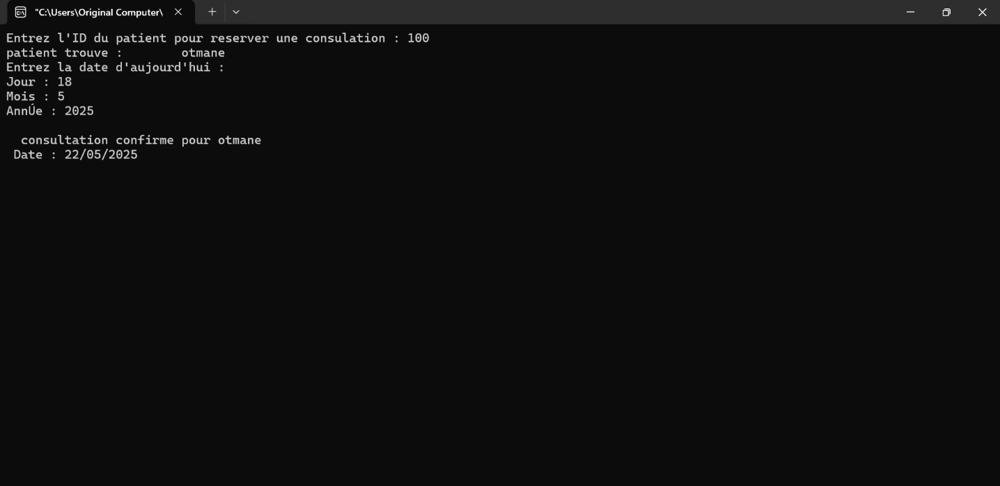 "C:\Users\Original Computer\
Entrez l'ID du patient pour reserver une consulation : 100
patient trouve :        otmane
Entrez la date d'aujourd'hui :
Jour : 18
Mois : 5
AnnÚe : 2025
consultation confirme pour otmane
Date : 22/05/2025